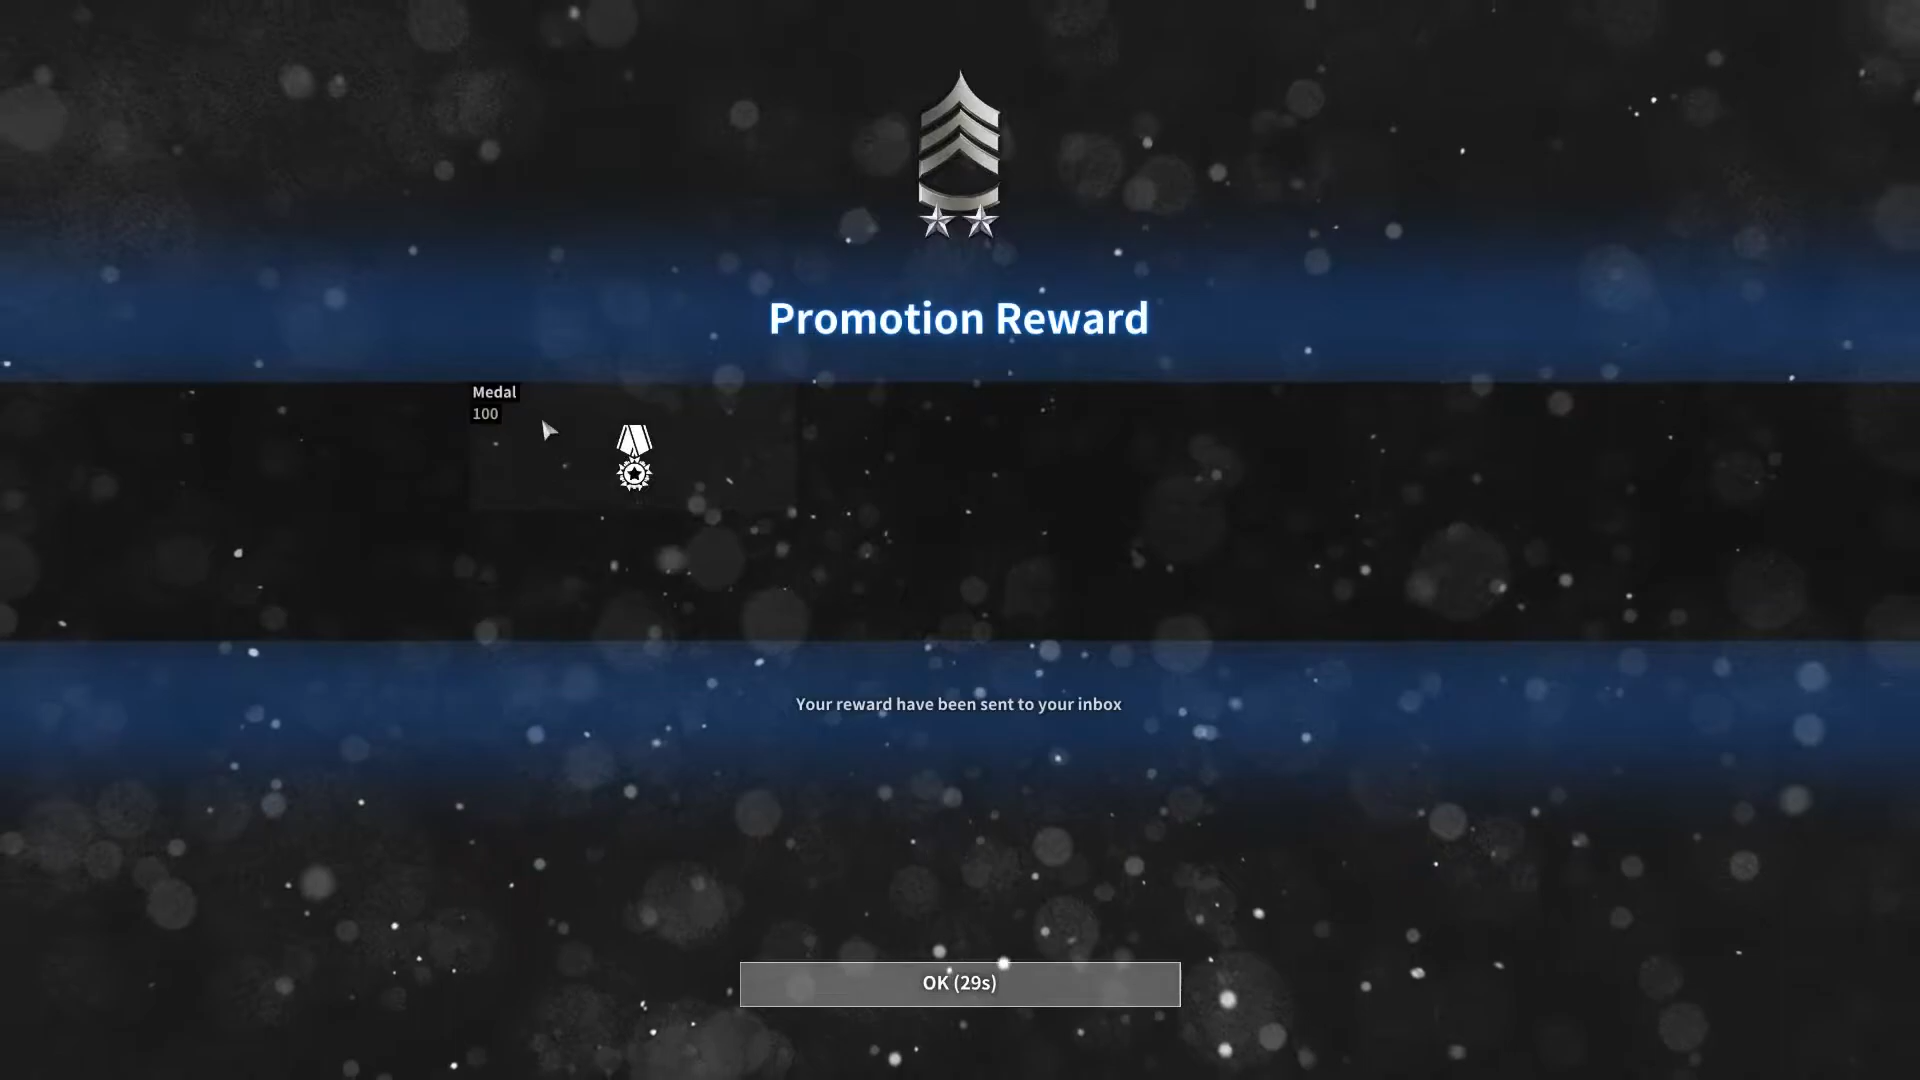 Promotion Reward
Medal
100
Your reward have been sent to your inbox
OK (29s)